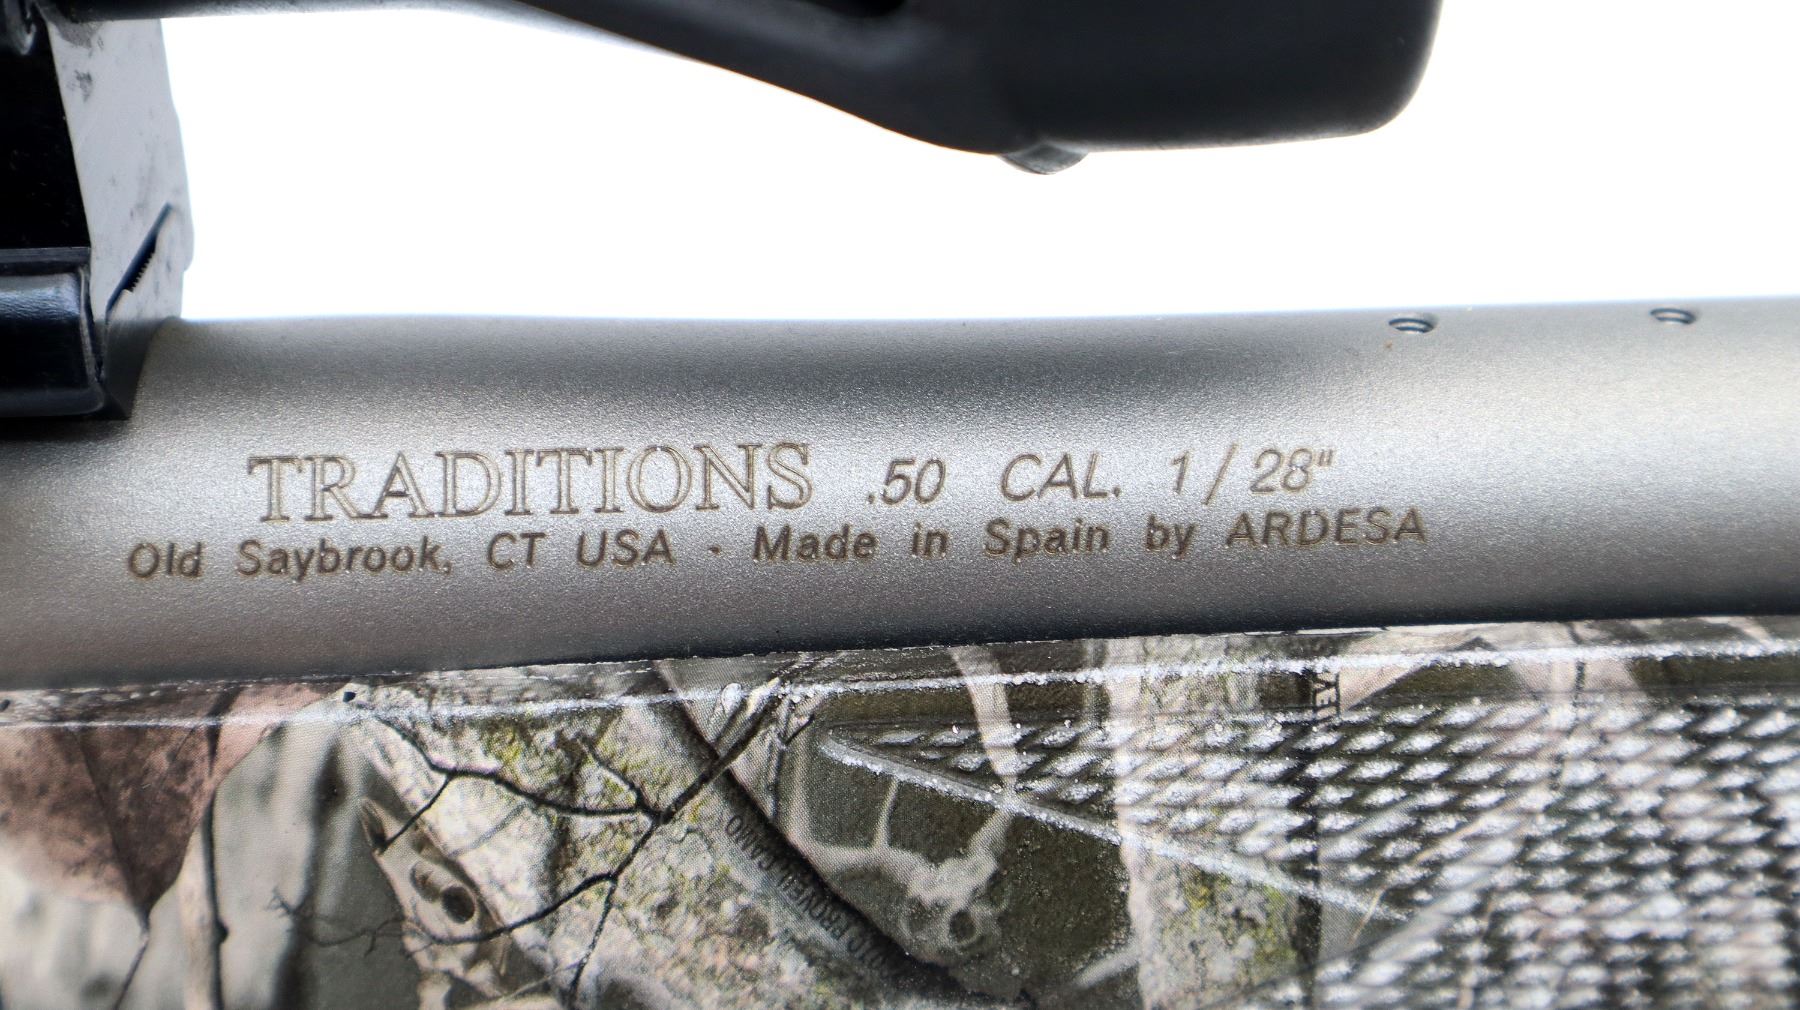 TRADITIONS .50 CAL. 1/28"
Old Saybrook, CT USA - Made in Spain by ARDESA